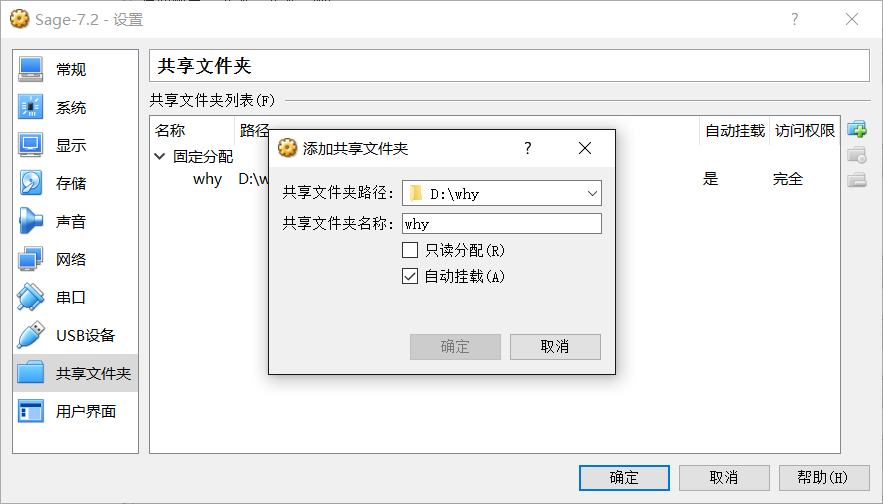 Sage-7.2 - 设置
?
常规
系统
显示
存储
声音
网络
串口
USB设备
共享文件夹
用户界面
共享文件夹
共享文件夹列表(F)
名称 路径 自动挂载 访问权限
固定分配
why D:\w 是 完全
添加共享文件夹 ?
共享文件夹路径: D:\why
共享文件夹名称: why
只读分配(R)
自动挂载(A)
确定 取消
确定 取消 帮助(H)